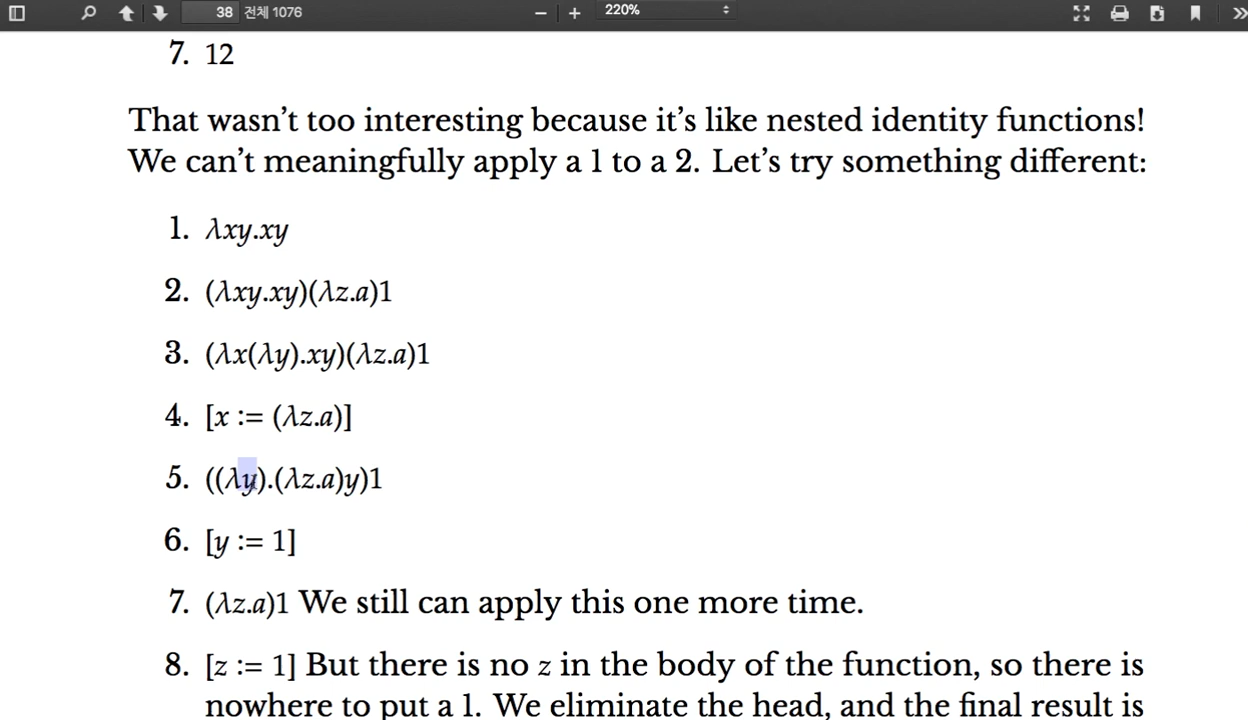 38 전체 1076
220%
7. 12
That wasn’t too interesting because it’s like nested identity functions!
We can’t meaningfully apply a 1 to a 2. Let’s try something different:
1. λxy.xy
2. (λxy.xy)(λz.a)1
3. (λx(λy).xy)(λz.a)1
4. [x := (λz.a)]
5. ((λy).(λz.a)y)1
6. [y := 1]
7. (λz.a)1 We still can apply this one more time.
8. [z := 1] But there is no z in the body of the function, so there is
nowhere to put a 1. We eliminate the head, and the final result is